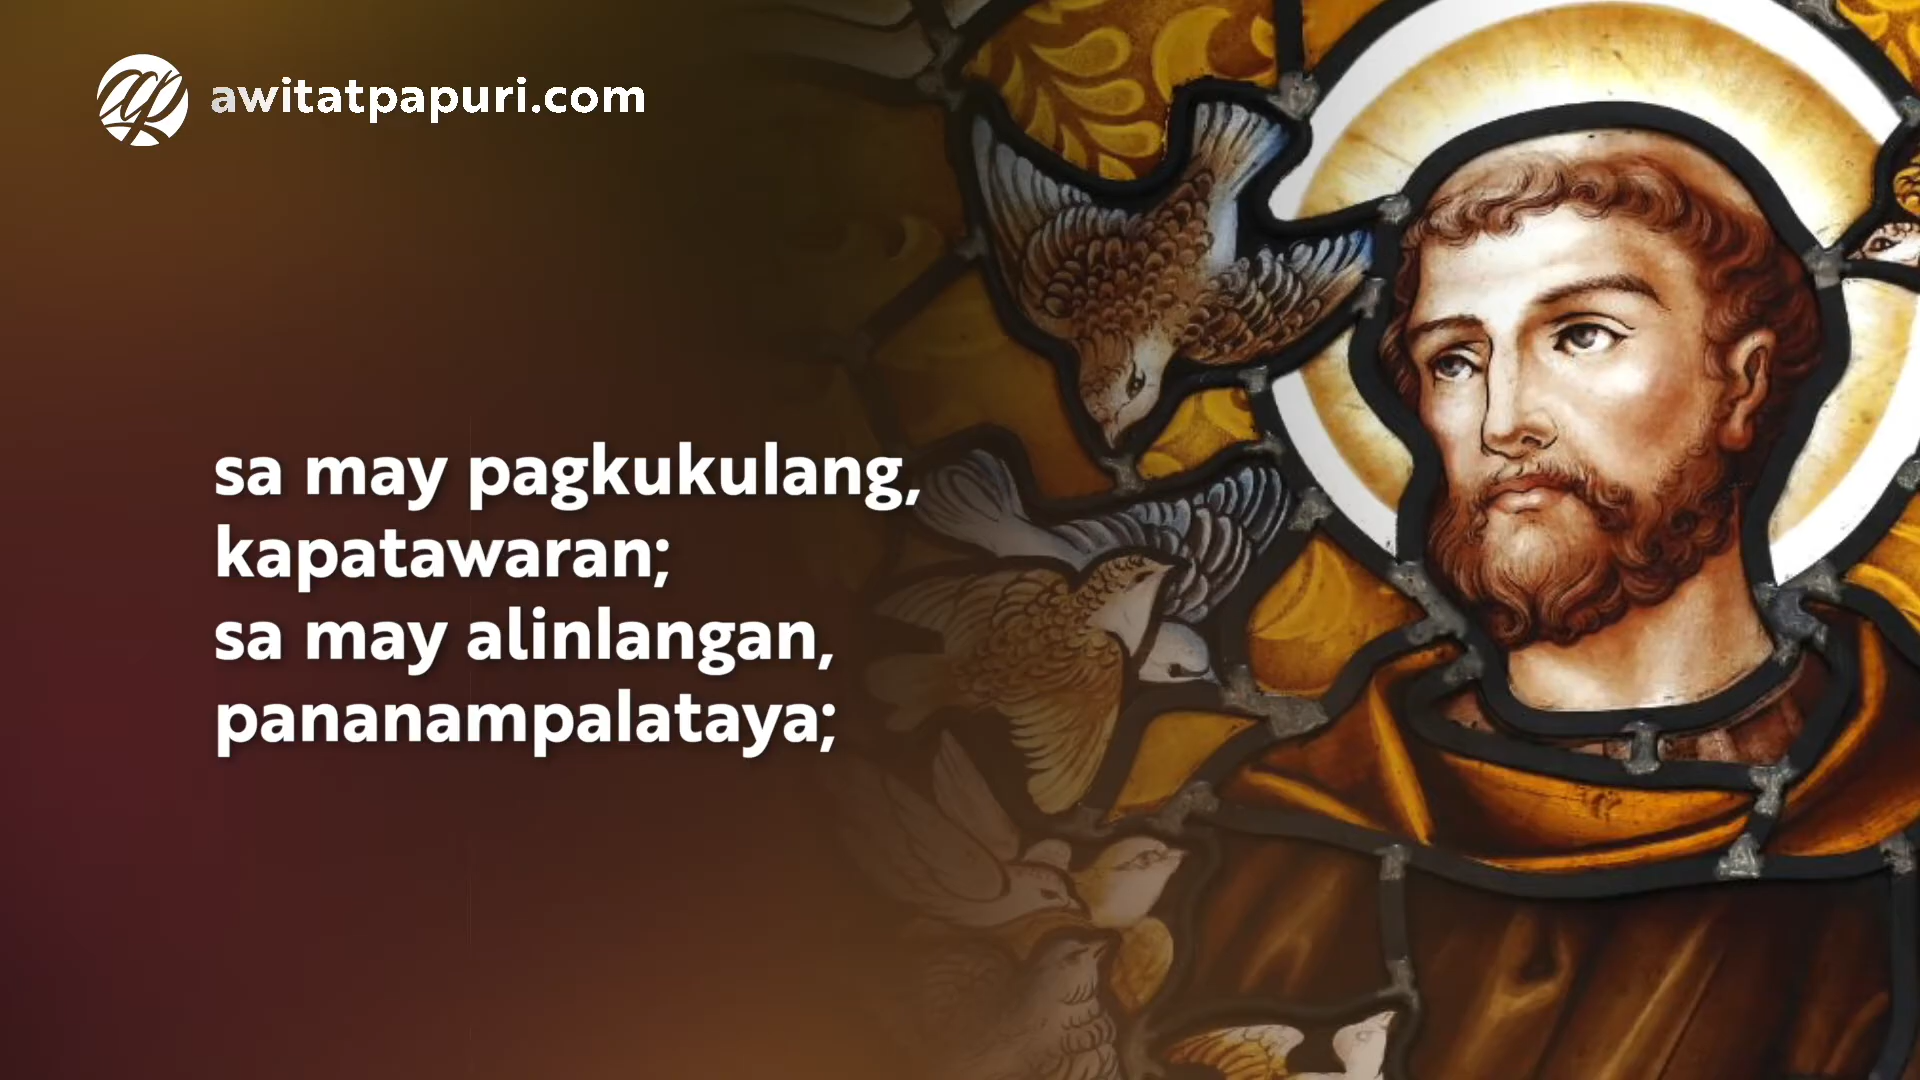 awitatpapuri.com
sa may pagkukulang,
kapatawaran;
sa may alinlangan,
pananampalataya;